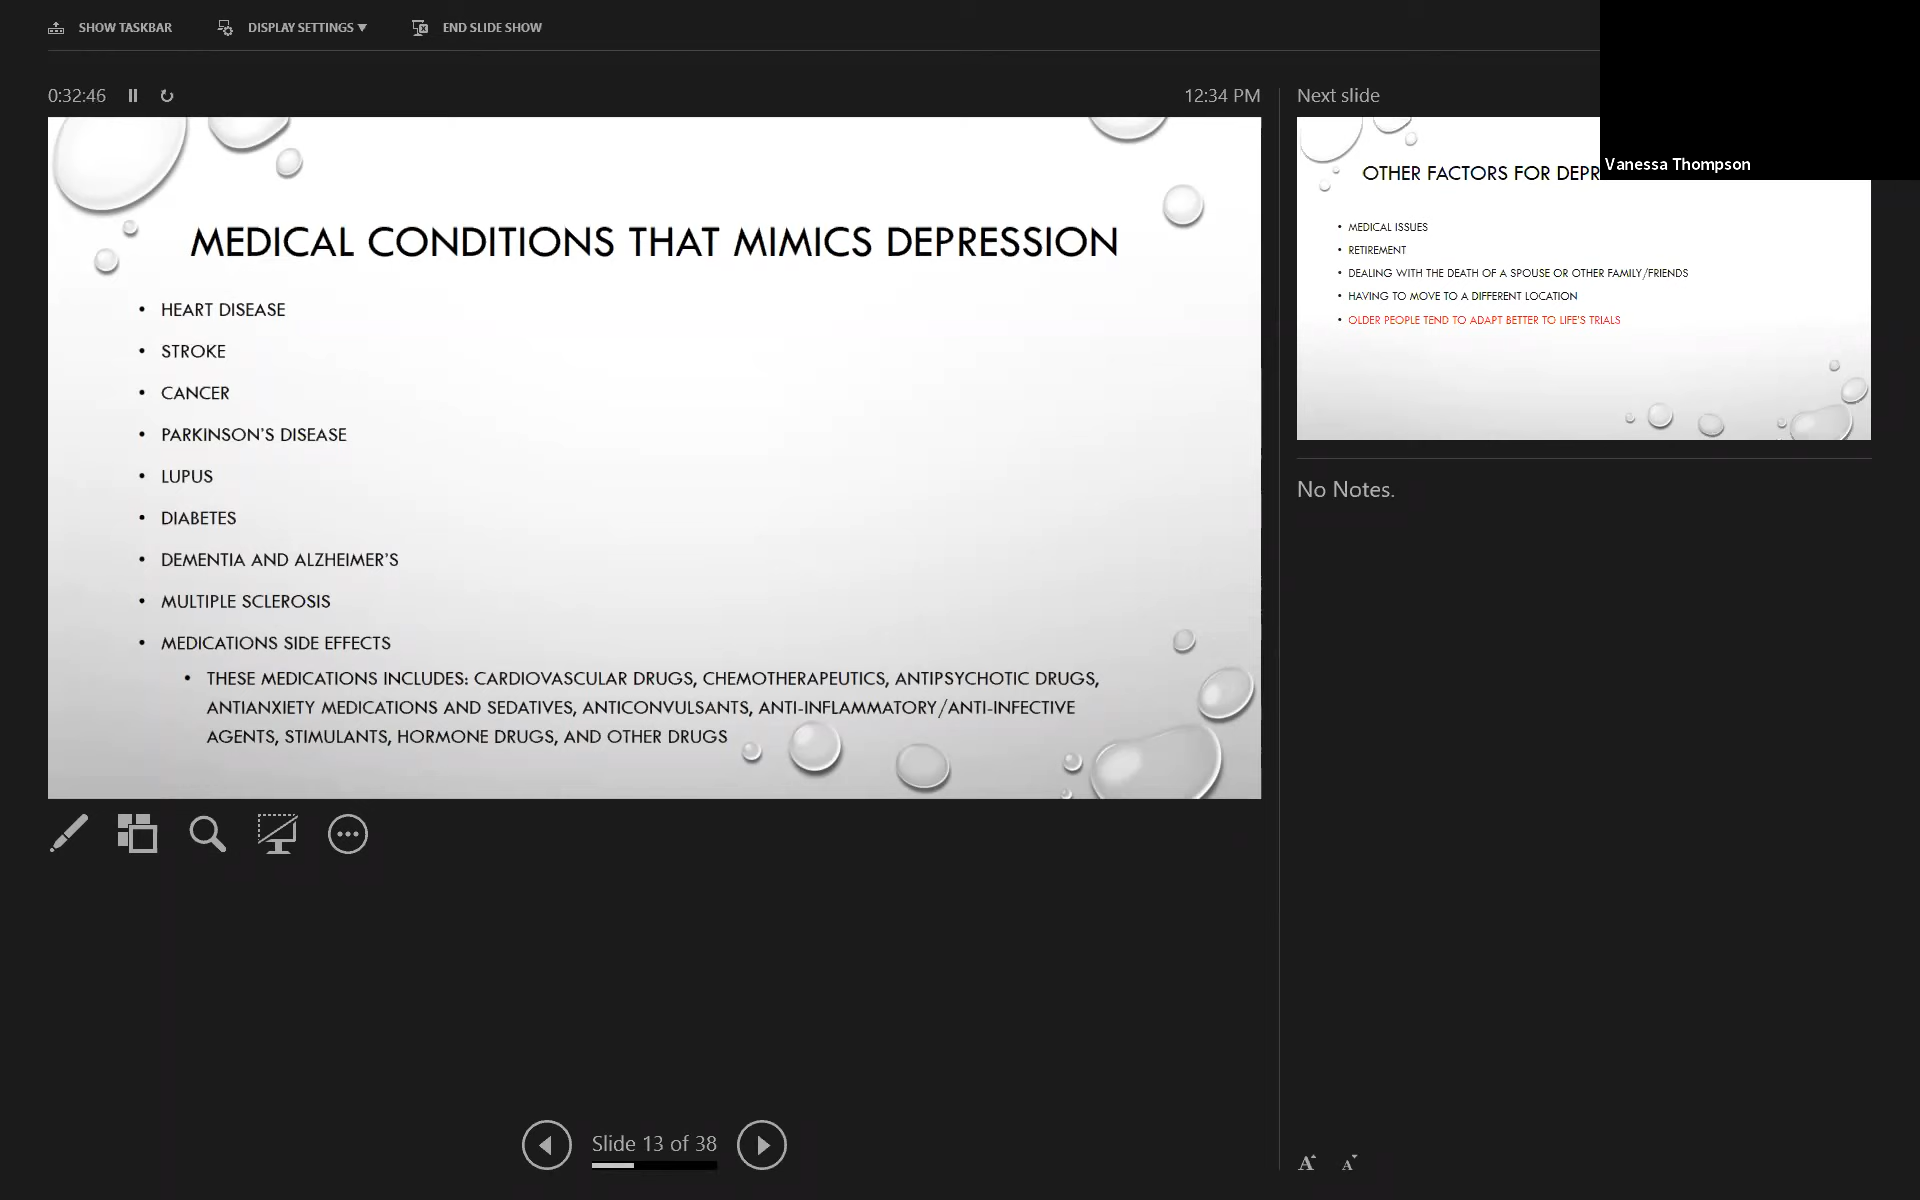 SHOW TASKBAR
DISPLAY SETTINGS
END SLIDE SHOW
0:32:46
12:34 PM
MEDICAL CONDITIONS THAT MIMICS DEPRESSION
• HEART DISEASE
• STROKE
• CANCER
• PARKINSON'S DISEASE
• LUPUS
• DIABETES
• DEMENTIA AND ALZHEIMER'S
• MULTIPLE SCLEROSIS
• MEDICATIONS SIDE EFFECTS
• THESE MEDICATIONS INCLUDES: CARDIOVASCULAR DRUGS, CHEMOTHERAPEUTICS, ANTIPSYCHOTIC DRUGS,
ANTIANXIETY MEDICATIONS AND SEDATIVES, ANTICONVULSANTS, ANTI-INFLAMMATORY/ANTI-INFECTIVE
AGENTS, STIMULANTS, HORMONE DRUGS, AND OTHER DRUGS
Slide 13 of 38
Next slide
Vanessa Thompson
OTHER FACTORS FOR DEPR
• MEDICAL ISSUES
• RETIREMENT
• DEALING WITH THE DEATH OF A SPOUSE OR OTHER FAMILY/FRIENDS
• HAVING TO MOVE TO A DIFFERENT LOCATION
• OLDER PEOPLE TEND TO ADAPT BETTER TO LIFE'S TRIALS
No Notes.
A A